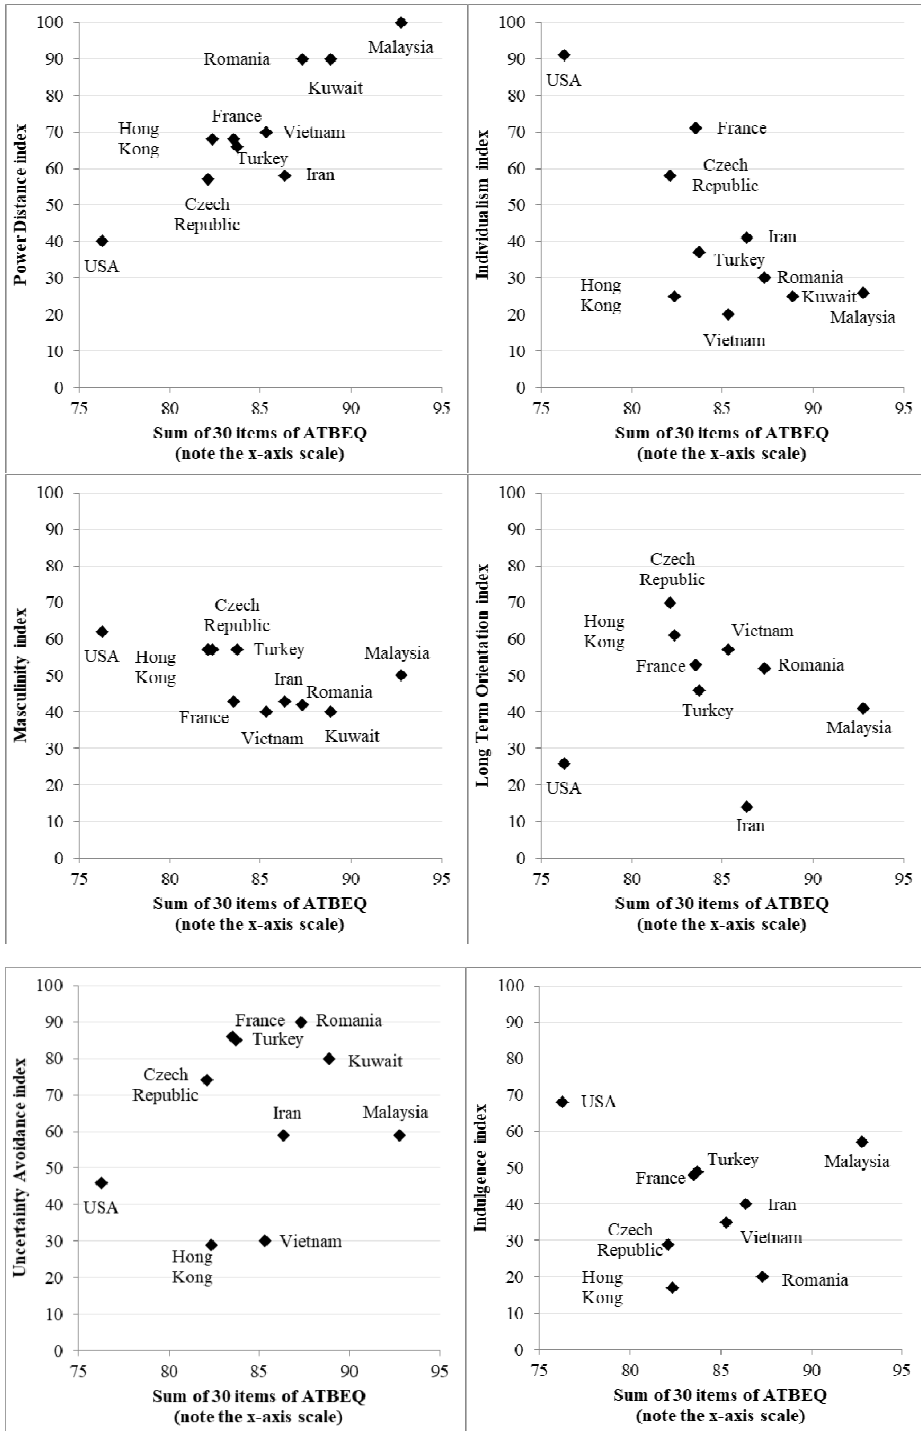 100
90
80
70
60
50
40
30
20
10
0
Power Distance index
Malaysia
Romania
Kuwait
France
Hong
Kong
Vietnam
Turkey
Iran
Czech
Republic
USA
75 80 85 90 95
Sum of 30 items of ATBEQ
(note the x-axis scale)
100
90
80
70
60
50
40
30
20
10
0
Individualism index
USA
France
Czech
Republic
Iran
Turkey
Romania
Hong
Kong
Kuwait
Malaysia
Vietnam
75 80 85 90 95
Sum of 30 items of ATBEQ
(note the x-axis scale)
100
90
80
70
60
50
40
30
20
10
0
Masculinity index
Czech
Republic
USA
Hong
Kong
Turkey
Malaysia
Iran
Romania
France
Vietnam
Kuwait
75 80 85 90 95
Sum of 30 items of ATBEQ
(note the x-axis scale)
100
90
80
70
60
50
40
30
20
10
0
Long Term Orientation index
Czech
Republic
Hong
Kong
Vietnam
France
Romania
Turkey
Malaysia
USA
Iran
75 80 85 90 95
Sum of 30 items of ATBEQ
(note the x-axis scale)
100
90
80
70
60
50
40
30
20
10
0
Uncertainty Avoidance index
France
Romania
Turkey
Kuwait
Czech
Republic
Iran
Malaysia
USA
Vietnam
Hong
Kong
75 80 85 90 95
Sum of 30 items of ATBEQ
(note the x-axis scale)
100
90
80
70
60
50
40
30
20
10
0
Indulgence index
USA
Turkey
Malaysia
France
Iran
Czech
Republic
Vietnam
Hong
Kong
Romania
75 80 85 90 95
Sum of 30 items of ATBEQ
(note the x-axis scale)